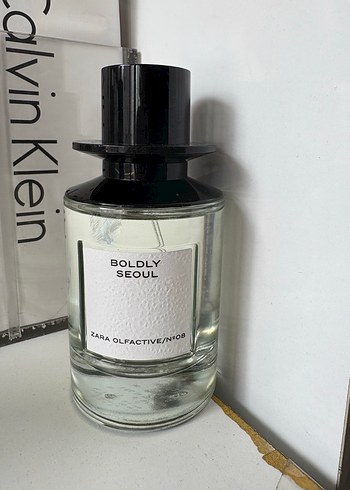 Calvin Klein
BOLDLY
SEOUL
ZARA OLFACTIVE/Nº08